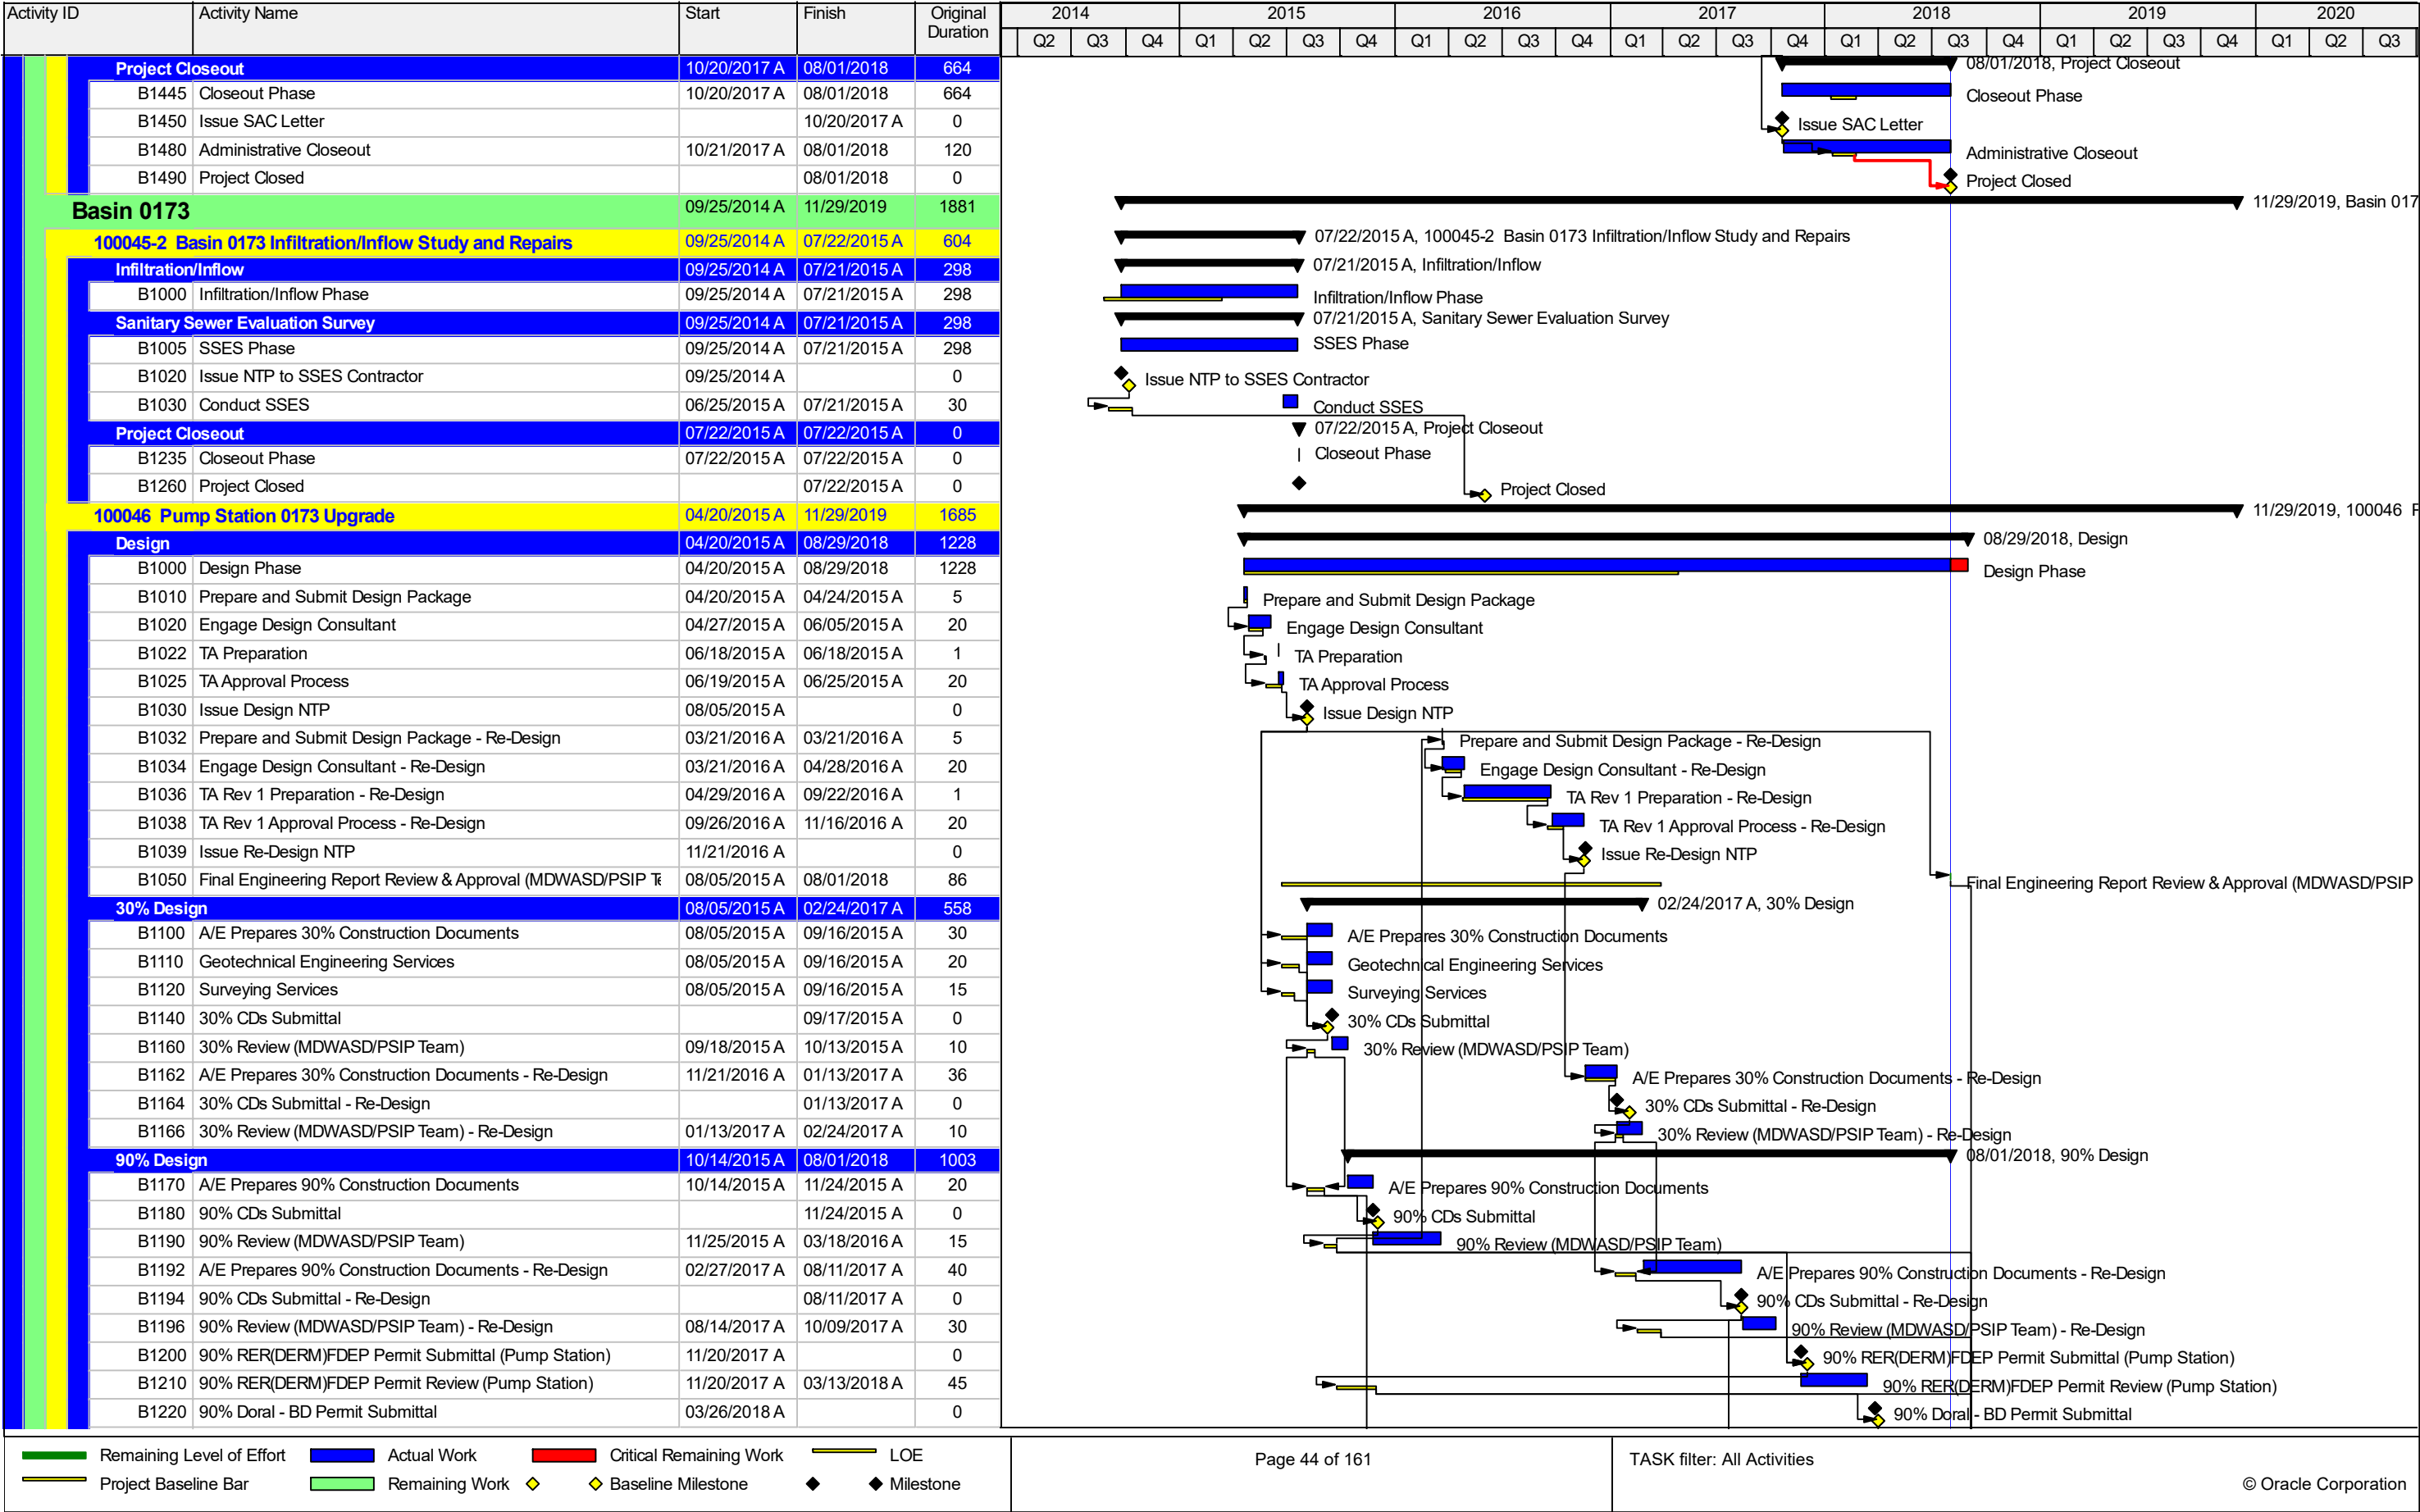 Activity ID Activity Name Start Finish Original Duration 2014 2015 2016 2017 2018 2019 2020
Q2 Q3 Q4 Q1 Q2 Q3 Q4 Q1 Q2 Q3 Q4 Q1 Q2 Q3 Q4 Q1 Q2 Q3 Q4 Q1 Q2 Q3 Q4 Q1 Q2 Q3
Project Closeout 10/20/2017 A 08/01/2018 664 08/01/2018, Project Closeout
B1445 Closeout Phase 10/20/2017 A 08/01/2018 664 Closeout Phase
B1450 Issue SAC Letter 10/20/2017 A 0 Issue SAC Letter
B1480 Administrative Closeout 10/21/2017 A 08/01/2018 120 Administrative Closeout
B1490 Project Closed 08/01/2018 0 Project Closed
Basin 0173 09/25/2014 A 11/29/2019 1881 11/29/2019, Basin 017
100045-2 Basin 0173 Infiltration/Inflow Study and Repairs 09/25/2014 A 07/22/2015 A 604 07/22/2015 A, 100045-2 Basin 0173 Infiltration/Inflow Study and Repairs
Infiltration/Inflow 09/25/2014 A 07/21/2015 A 298 07/21/2015 A, Infiltration/Inflow
B1000 Infiltration/Inflow Phase 09/25/2014 A 07/21/2015 A 298 Infiltration/Inflow Phase
Sanitary Sewer Evaluation Survey 09/25/2014 A 07/21/2015 A 298 07/21/2015 A, Sanitary Sewer Evaluation Survey
B1005 SSES Phase 09/25/2014 A 07/21/2015 A 298 SSES Phase
B1020 Issue NTP to SSES Contractor 09/25/2014 A 0 Issue NTP to SSES Contractor
B1030 Conduct SSES 06/25/2015 A 07/21/2015 A 30 Conduct SSES
Project Closeout 07/22/2015 A 07/22/2015 A 0 07/22/2015 A, Project Closeout
B1235 Closeout Phase 07/22/2015 A 07/22/2015 A 0 Closeout Phase
B1260 Project Closed 07/22/2015 A 0 Project Closed
100046 Pump Station 0173 Upgrade 04/20/2015 A 11/29/2019 1685 11/29/2019, 100046
Design 04/20/2015 A 08/29/2018 1228 08/29/2018, Design
B1000 Design Phase 04/20/2015 A 08/29/2018 1228 Design Phase
B1010 Prepare and Submit Design Package 04/20/2015 A 04/24/2015 A 5 Prepare and Submit Design Package
B1020 Engage Design Consultant 04/27/2015 A 06/05/2015 A 20 Engage Design Consultant
B1022 TA Preparation 06/18/2015 A 06/18/2015 A 1 TA Preparation
B1025 TA Approval Process 06/19/2015 A 06/25/2015 A 20 TA Approval Process
B1030 Issue Design NTP 08/05/2015 A 0 Issue Design NTP
B1032 Prepare and Submit Design Package - Re-Design 03/21/2016 A 03/21/2016 A 5 Prepare and Submit Design Package - Re-Design
B1034 Engage Design Consultant - Re-Design 03/21/2016 A 04/28/2016 A 20 Engage Design Consultant - Re-Design
B1036 TA Rev 1 Preparation - Re-Design 04/29/2016 A 09/22/2016 A 1 TA Rev 1 Preparation - Re-Design
B1038 TA Rev 1 Approval Process - Re-Design 09/26/2016 A 11/16/2016 A 20 TA Rev 1 Approval Process - Re-Design
B1039 Issue Re-Design NTP 11/21/2016 A 0 Issue Re-Design NTP
B1050 Final Engineering Report Review & Approval (MDWASD/PSIP 08/05/2015 A 08/01/2018 86 Final Engineering Report Review & Approval (MDWASD/PSIP
30% Design 08/05/2015 A 02/24/2017 A 558 02/24/2017 A, 30% Design
B1100 A/E Prepares 30% Construction Documents 08/05/2015 A 09/16/2015 A 30 A/E Prepares 30% Construction Documents
B1110 Geotechnical Engineering Services 08/05/2015 A 09/16/2015 A 20 Geotechnical Engineering Services
B1120 Surveying Services 08/05/2015 A 09/16/2015 A 15 Surveying Services
B1140 30% CDs Submittal 09/17/2015 A 0 30% CDs Submittal
B1160 30% Review (MDWASD/PSIP Team) 09/18/2015 A 10/13/2015 A 10 30% Review (MDWASD/PSIP Team)
B1162 A/E Prepares 30% Construction Documents - Re-Design 11/21/2016 A 01/13/2017 A 36 A/E Prepares 30% Construction Documents - Re-Design
B1164 30% CDs Submittal - Re-Design 01/13/2017 A 0 30% CDs Submittal - Re-Design
B1166 30% Review (MDWASD/PSIP Team) - Re-Design 01/13/2017 A 02/24/2017 A 10 30% Review (MDWASD/PSIP Team) - Re-Design
90% Design 10/14/2015 A 08/01/2018 1003 08/01/2018, 90% Design
B1170 A/E Prepares 90% Construction Documents 10/14/2015 A 11/24/2015 A 20 A/E Prepares 90% Construction Documents
B1180 90% CDs Submittal 11/24/2015 A 0 90% CDs Submittal
B1190 90% Review (MDWASD/PSIP Team) 11/25/2015 A 03/18/2016 A 15 90% Review (MDWASD/PSIP Team)
B1192 A/E Prepares 90% Construction Documents - Re-Design 02/27/2017 A 08/11/2017 A 40 A/E Prepares 90% Construction Documents - Re-Design
B1194 90% CDs Submittal - Re-Design 08/11/2017 A 0 90% CDs Submittal - Re-Design
B1196 90% Review (MDWASD/PSIP Team) - Re-Design 08/14/2017 A 10/09/2017 A 30 90% Review (MDWASD/PSIP Team) - Re-Design
B1200 90% RER(DERM)FDEP Permit Submittal (Pump Station) 11/20/2017 A 0 90% RER(DERM)FDEP Permit Submittal (Pump Station)
B1210 90% RER(DERM)FDEP Permit Review (Pump Station) 11/20/2017 A 03/13/2018 A 45 90% RER(DERM)FDEP Permit Review (Pump Station)
B1220 90% Doral - BD Permit Submittal 03/26/2018 A 0 90% Doral - BD Permit Submittal
Remaining Level of Effort Actual Work Critical Remaining Work LOE Page 44 of 161 TASK filter: All Activities
Project Baseline Bar Remaining Work Baseline Milestone Milestone © Oracle Corporation